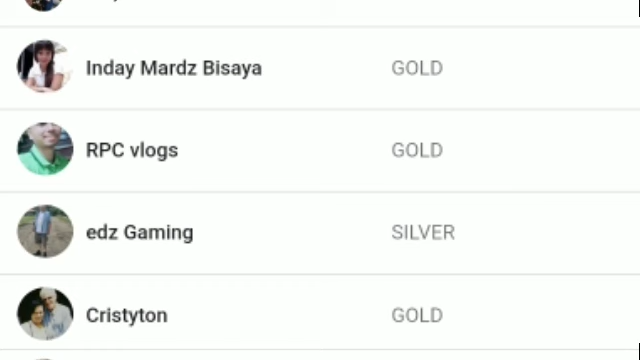 Inday Mardz Bisaya GOLD
RPC vlogs GOLD
edz Gaming SILVER
Cristyton GOLD